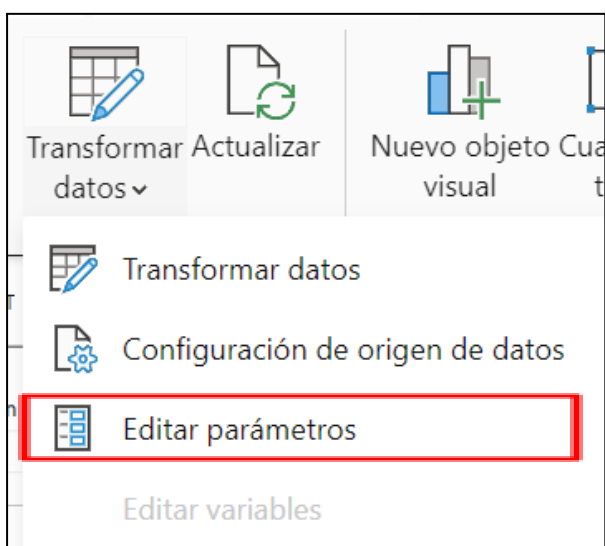 Transformar
datos
Actualizar
Nuevo objeto
visual
Transformar datos
Configuración de origen de datos
Editar parámetros
Editar variables